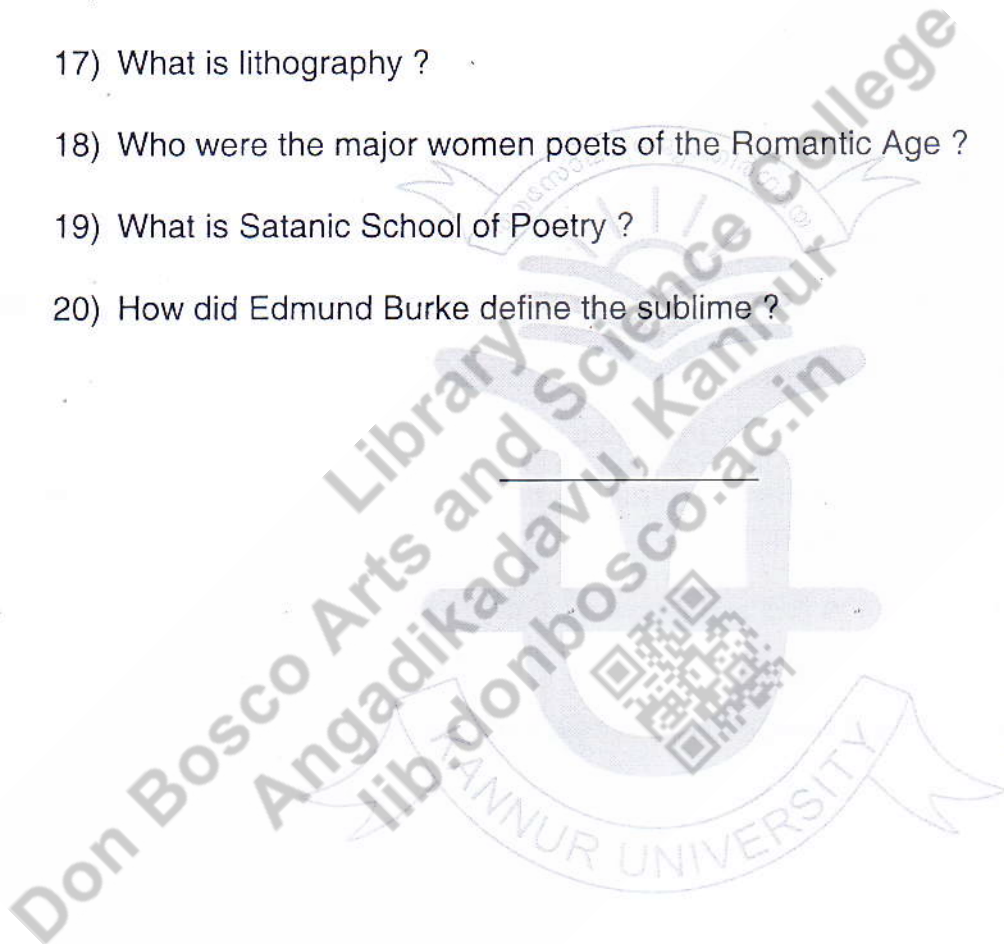 17) What is lithography ?
18) Who were the major women poets of the Romantic Age ?
19) What is Satanic School of Poetry ?
20) How did Edmund Burke define the sublime ?
Library
Don Bosco Arts and Science College
Angadikadavu, Kannur
lib.donbosco.ac.in
KANNUR UNIVERSITY